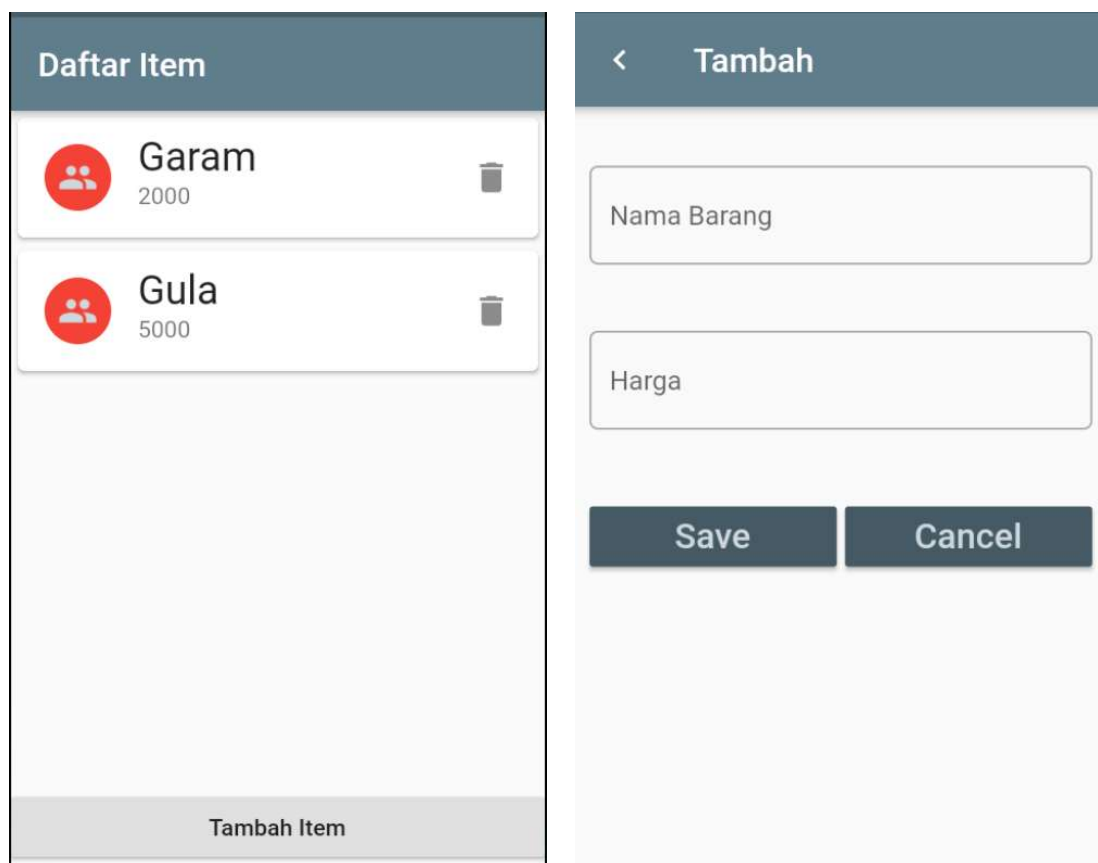 Daftar Item
Garam
2000
Gula
5000
Tambah Item
Tambah
Nama Barang
Harga
Save
Cancel